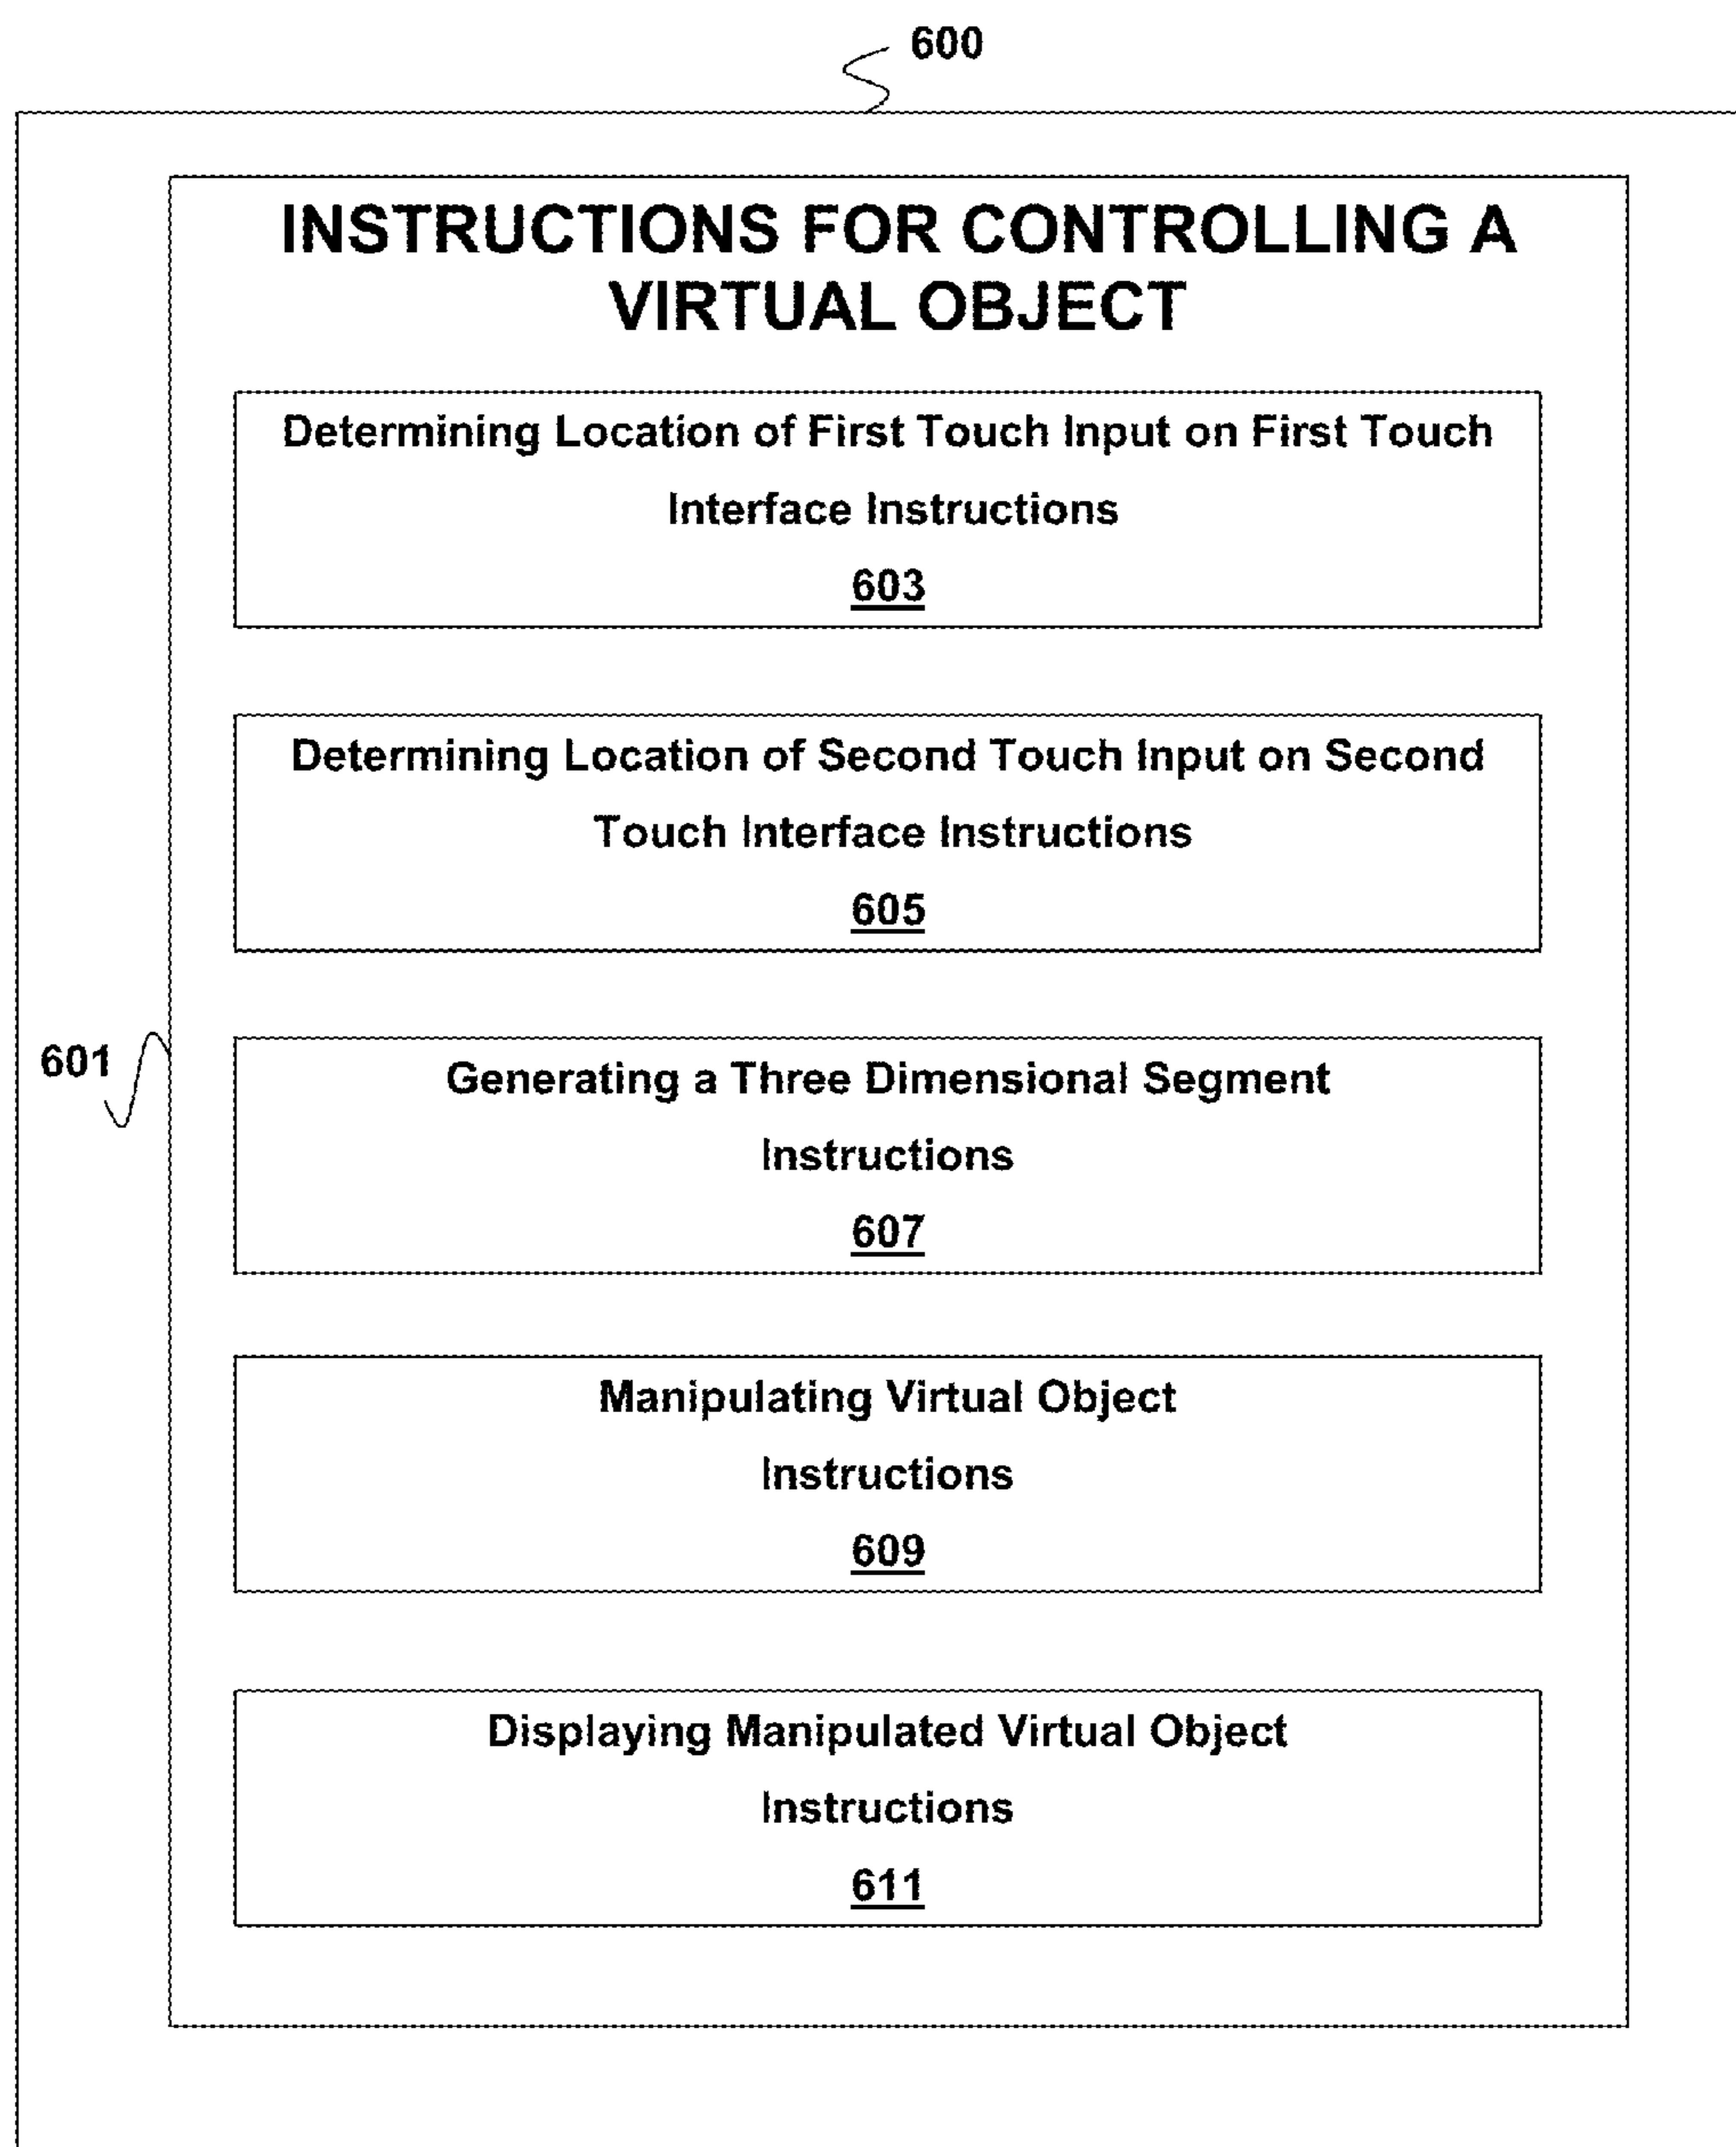 600
INSTRUCTIONS FOR CONTROLLING A
VIRTUAL OBJECT
Determining Location of First Touch Input on First Touch
Interface Instructions
603
Determining Location of Second Touch Input on Second
Touch Interface Instructions
605
601
Generating a Three Dimensional Segment
Instructions
607
Manipulating Virtual Object
Instructions
609
Displaying Manipulated Virtual Object
Instructions
611